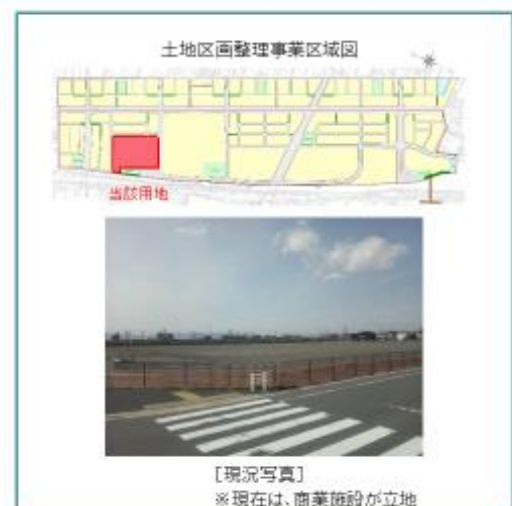 土地区画整理事業区域図
当該用地
[現況写真]
※現在は、商業施設が立地